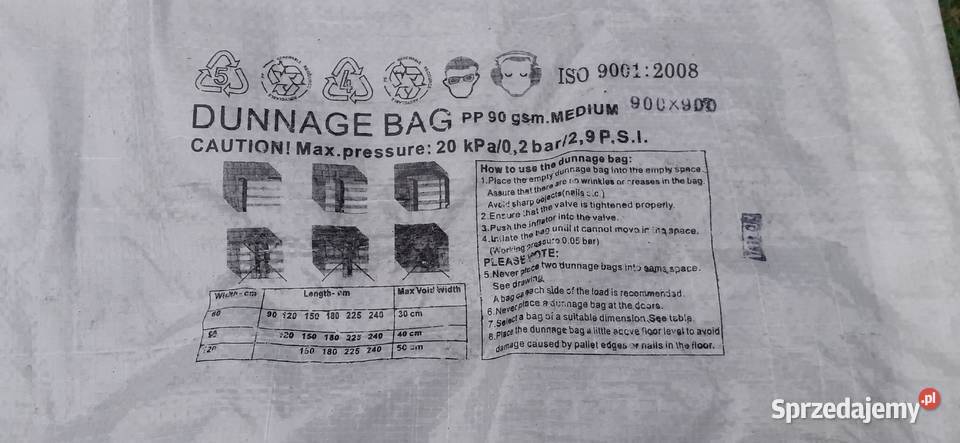 5
4
ISO 9001:2008
DUNNAGE BAG PP 90 gsm. MEDIUM 900X900
CAUTION! Max.pressure: 20 kPa/0,2 bar/2,9 P.S.I.
How to use the dunnage bag:
1.Place the empty dunnage bag into the empty space.
Assure that there are no wrinkles or creases in the bag.
Avoid sharp objects(nails
2.Ensure that the valve is tightened properly.
3.Push the inflator into the valve.
4.Inflate the bag until it cannot move in the space.
(Working pressure 0.05 bar)
PLEASE NOTE:
5.Never place two dunnage bags into same space.
See drawing.
A bag on each side of the load is recommended.
6.Never place a dunnage bag at the doors.
7.Select a bag of a suitable dimension.See table.
8.Place the dunnage bag a little above floor level to avoid
damage caused by pallet edges or nails in the floor.
Width- cm Length- cm Max Void Width
60 90 120 150 180 225 240 30 cm
90 120 150 180 225 240 40 cm
120 150 180 225 240 50 cm
Sprzedajemy.pl